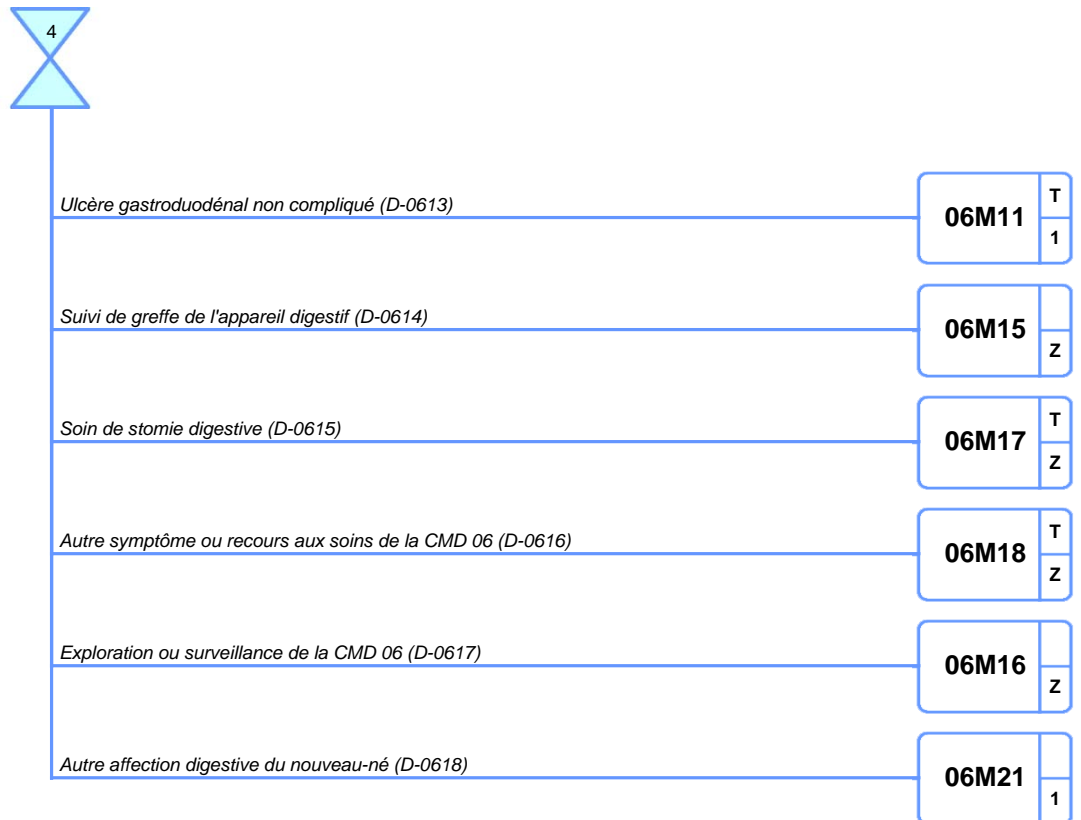 4
Ulcère gastroduodénal non compliqué (D-0613)
06M11
T
1
Suivi de greffe de l'appareil digestif (D-0614)
06M15
Z
Soin de stomie digestive (D-0615)
06M17
T
Z
Autre symptôme ou recours aux soins de la CMD 06 (D-0616)
06M18
T
Z
Exploration ou surveillance de la CMD 06 (D-0617)
06M16
Z
Autre affection digestive du nouveau-né (D-0618)
06M21
1